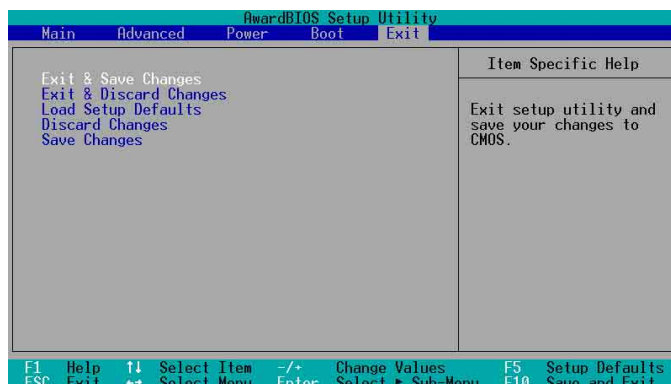 AwardBIOS Setup Utility
Main Advanced Power Boot Exit
Item Specific Help
Exit & Save Changes
Exit & Discard Changes
Load Setup Defaults
Discard Changes
Save Changes
Exit setup utility and
save your changes to
CMOS.
F1 Help ↑↓ Select Item -/+ Change Values F5 Setup Defaults
ESC Exit ←→ Select Menu Enter Select ► Sub-Menu F10 Save and Exit